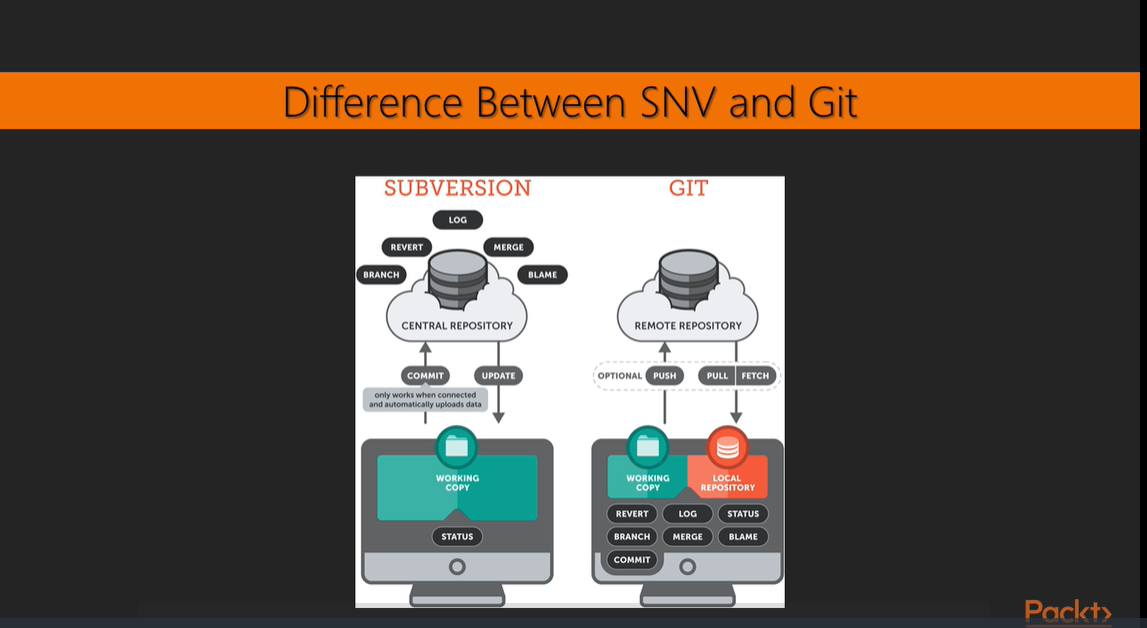 Difference Between SNV and Git
SUBVERSION
LOG
REVERT
MERGE
BRANCH
BLAME
CENTRAL REPOSITORY
COMMIT
UPDATE
only works when connected
and automatically uploads data
WORKING
COPY
STATUS
GIT
REMOTE REPOSITORY
OPTIONAL PUSH
PULL FETCH
WORKING
COPY
LOCAL
REPOSITORY
REVERT LOG STATUS
BRANCH MERGE BLAME
COMMIT
Packt>